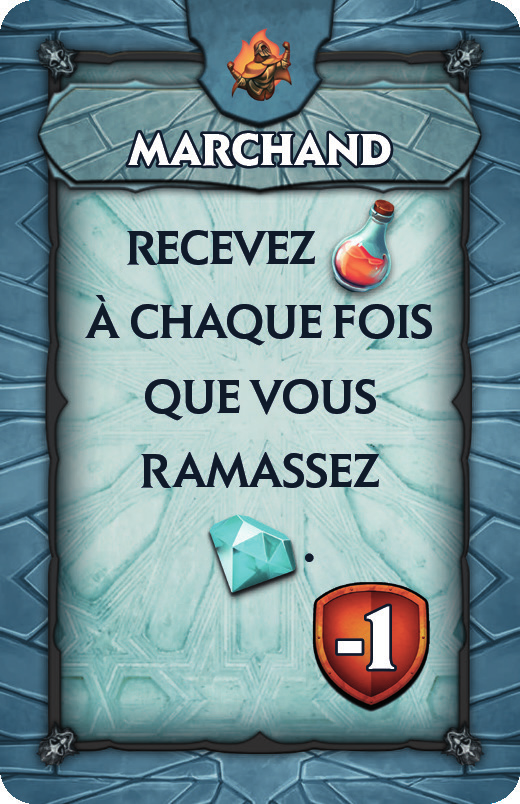 MARCHAND
RECEVEZ
À CHAQUE FOIS
QUE VOUS
RAMASSEZ
.
-1